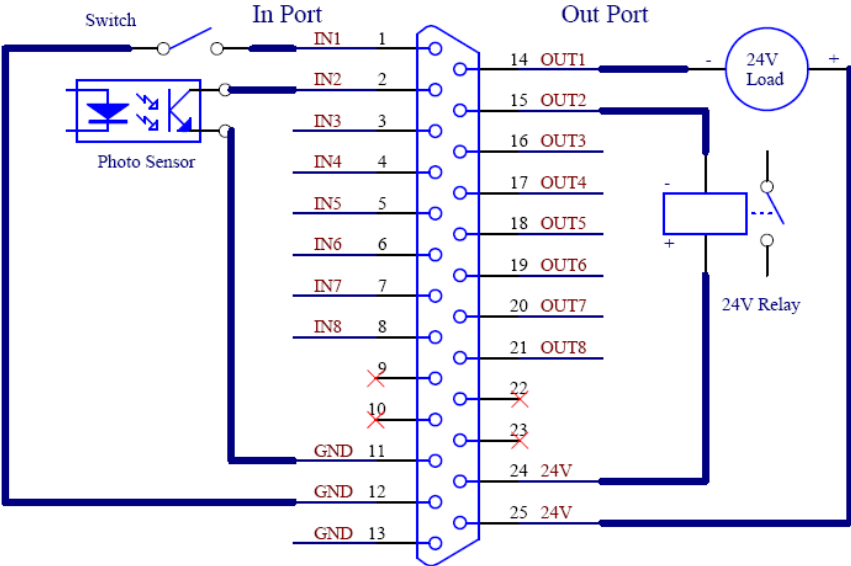 Switch
In Port
Out Port
IN1 1
14 OUT1
- 24V +
Load
IN2 2
15 OUT2
IN3 3
16 OUT3
Photo Sensor
IN4 4
17 OUT4
-
IN5 5
18 OUT5
IN6 6
+
19 OUT6
IN7 7
20 OUT7
24V Relay
IN8 8
21 OUT8
9
22
10
23
GND 11
24 24V
GND 12
25 24V
GND 13